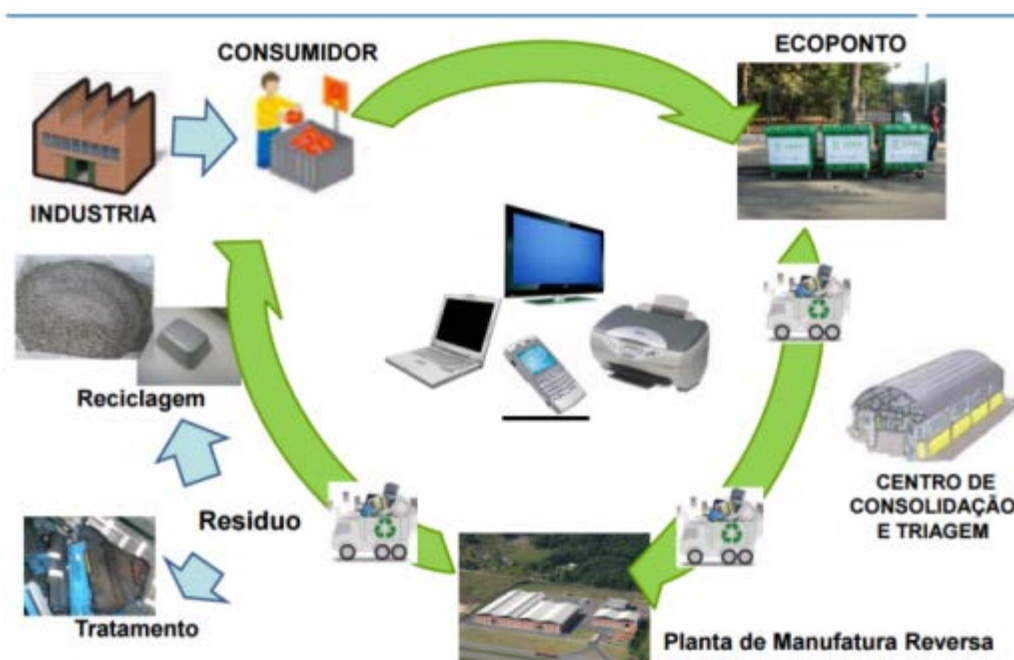 CONSUMIDOR
ECOPONTO
INDUSTRIA
Reciclagem
CENTRO DE
CONSOLIDAÇÃO
E TRIAGEM
Residuo
Tratamento
Planta de Manufatura Reversa